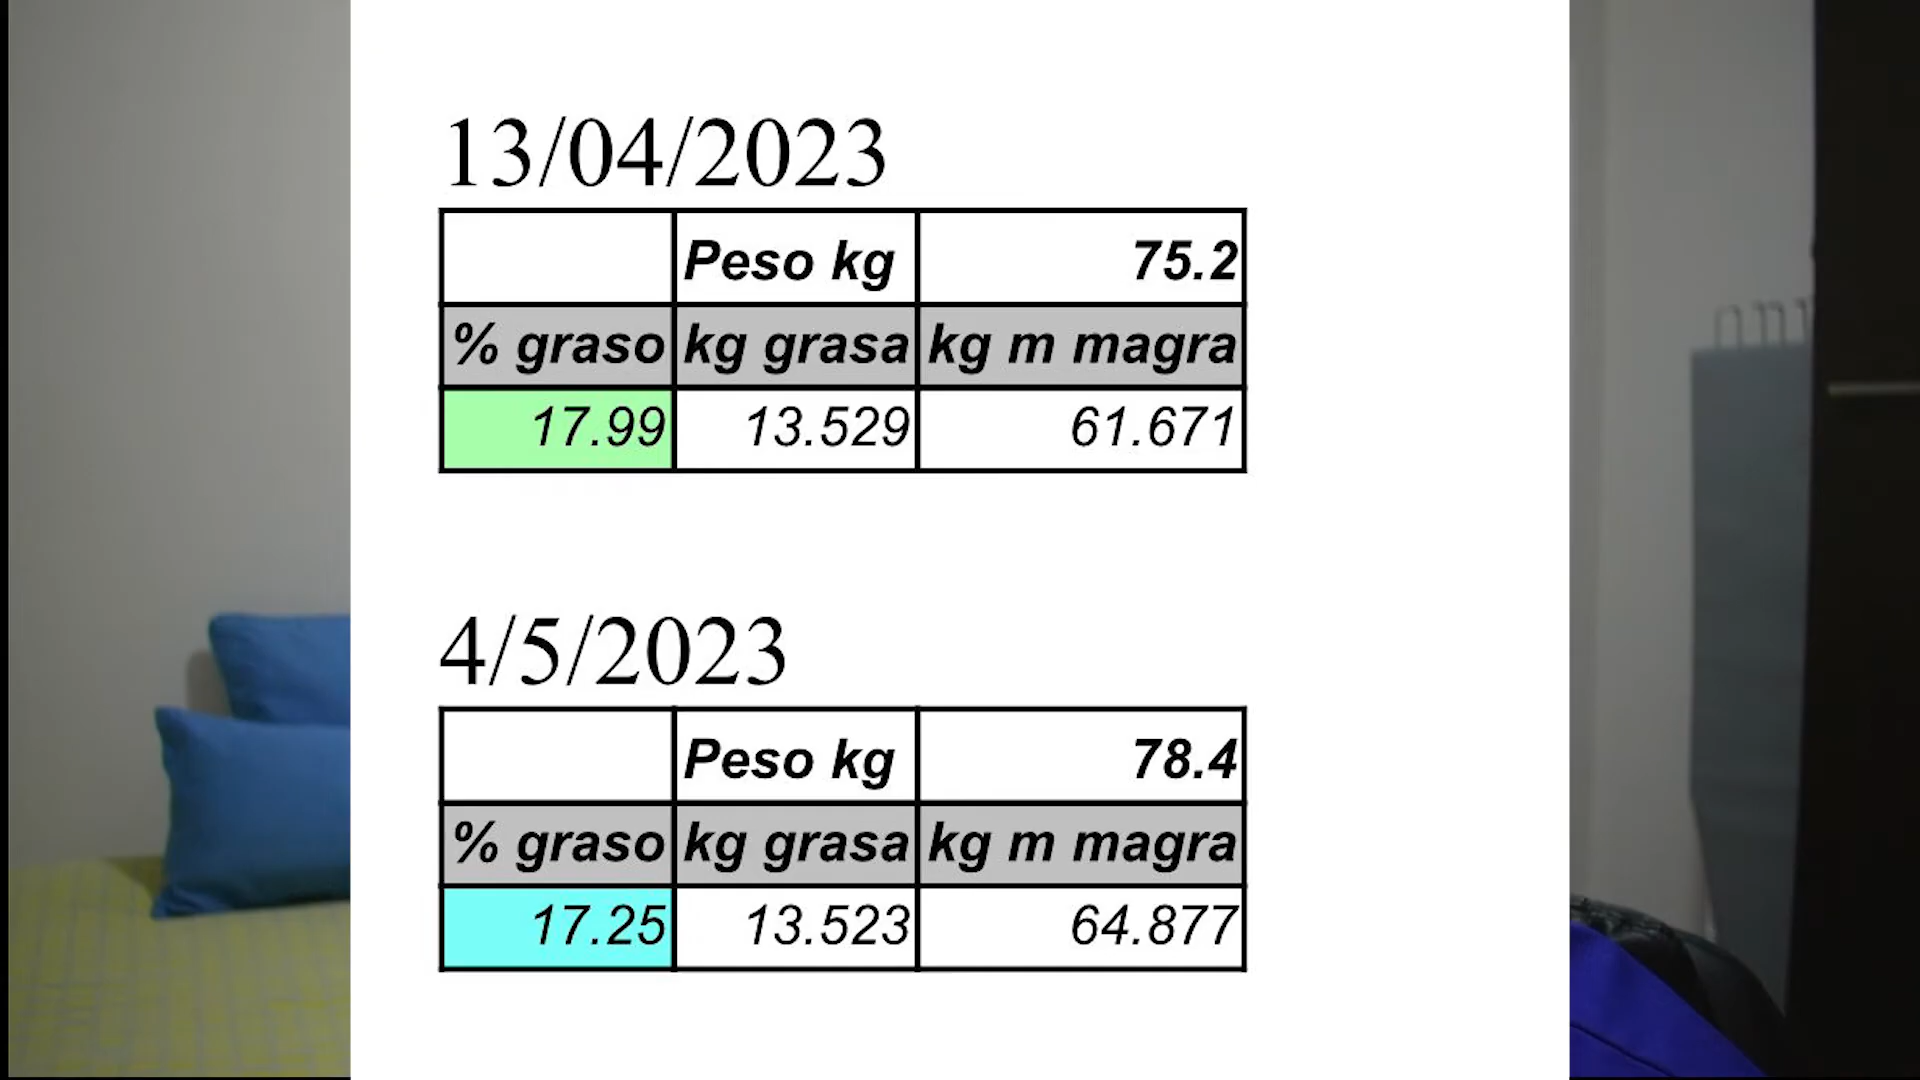 13/04/2023
Peso kg 75.2
% graso kg grasa kg m magra
17.99 13.529 61.671
4/5/2023
Peso kg 78.4
% graso kg grasa kg m magra
17.25 13.523 64.877